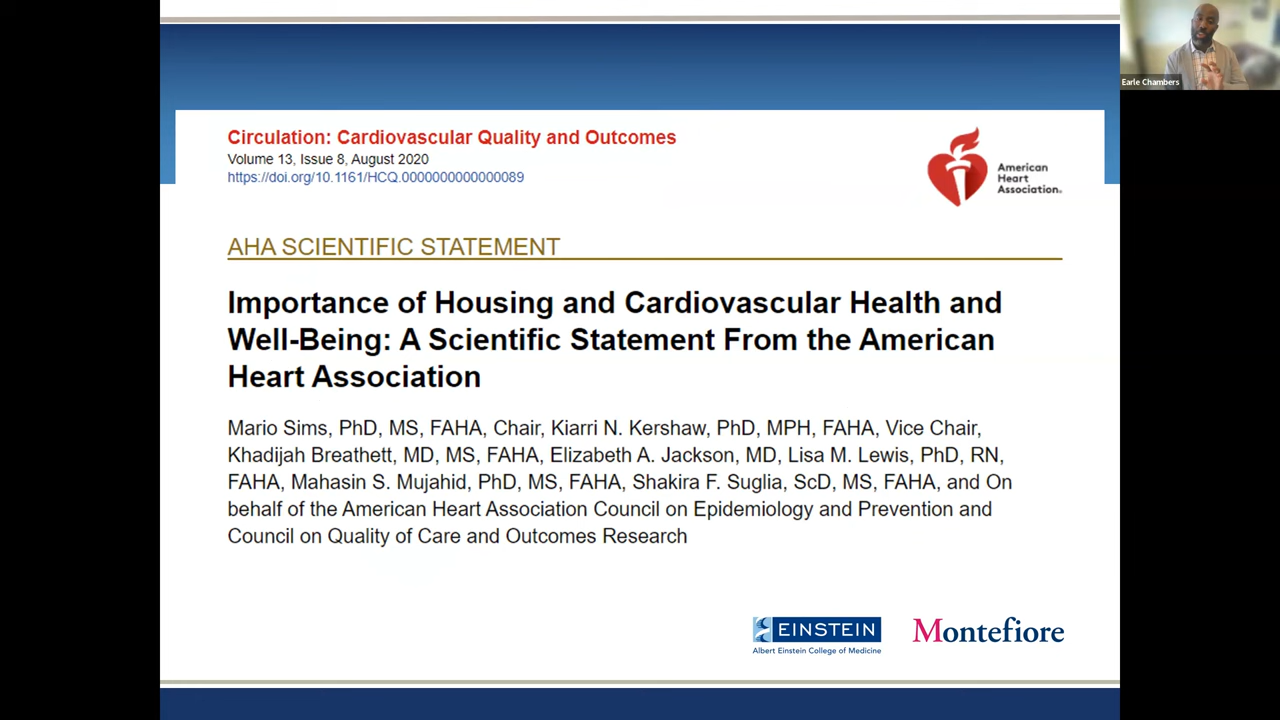 Circulation: Cardiovascular Quality and Outcomes
Volume 13, Issue 8, August 2020
https://doi.org/10.1161/HCQ.0000000000000089
American
Heart
Association.
AHA SCIENTIFIC STATEMENT
Importance of Housing and Cardiovascular Health and
Well-Being: A Scientific Statement From the American
Heart Association
Mario Sims, PhD, MS, FAHA, Chair, Kiarri N. Kershaw, PhD, MPH, FAHA, Vice Chair,
Khadijah Breathett, MD, MS, FAHA, Elizabeth A. Jackson, MD, Lisa M. Lewis, PhD, RN,
FAHA, Mahasin S. Mujahid, PhD, MS, FAHA, Shakira F. Suglia, ScD, MS, FAHA, and On
behalf of the American Heart Association Council on Epidemiology and Prevention and
Council on Quality of Care and Outcomes Research
EINSTEIN
Albert Einstein College of Medicine
Montefiore
Earle Chambers